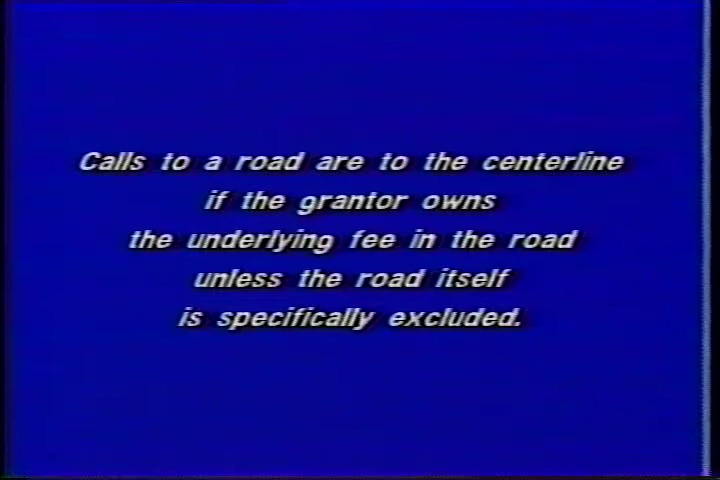 Calls to a road are to the centerline
if the grantor owns
the underlying fee in the road
unless the road itself
is specifically excluded.